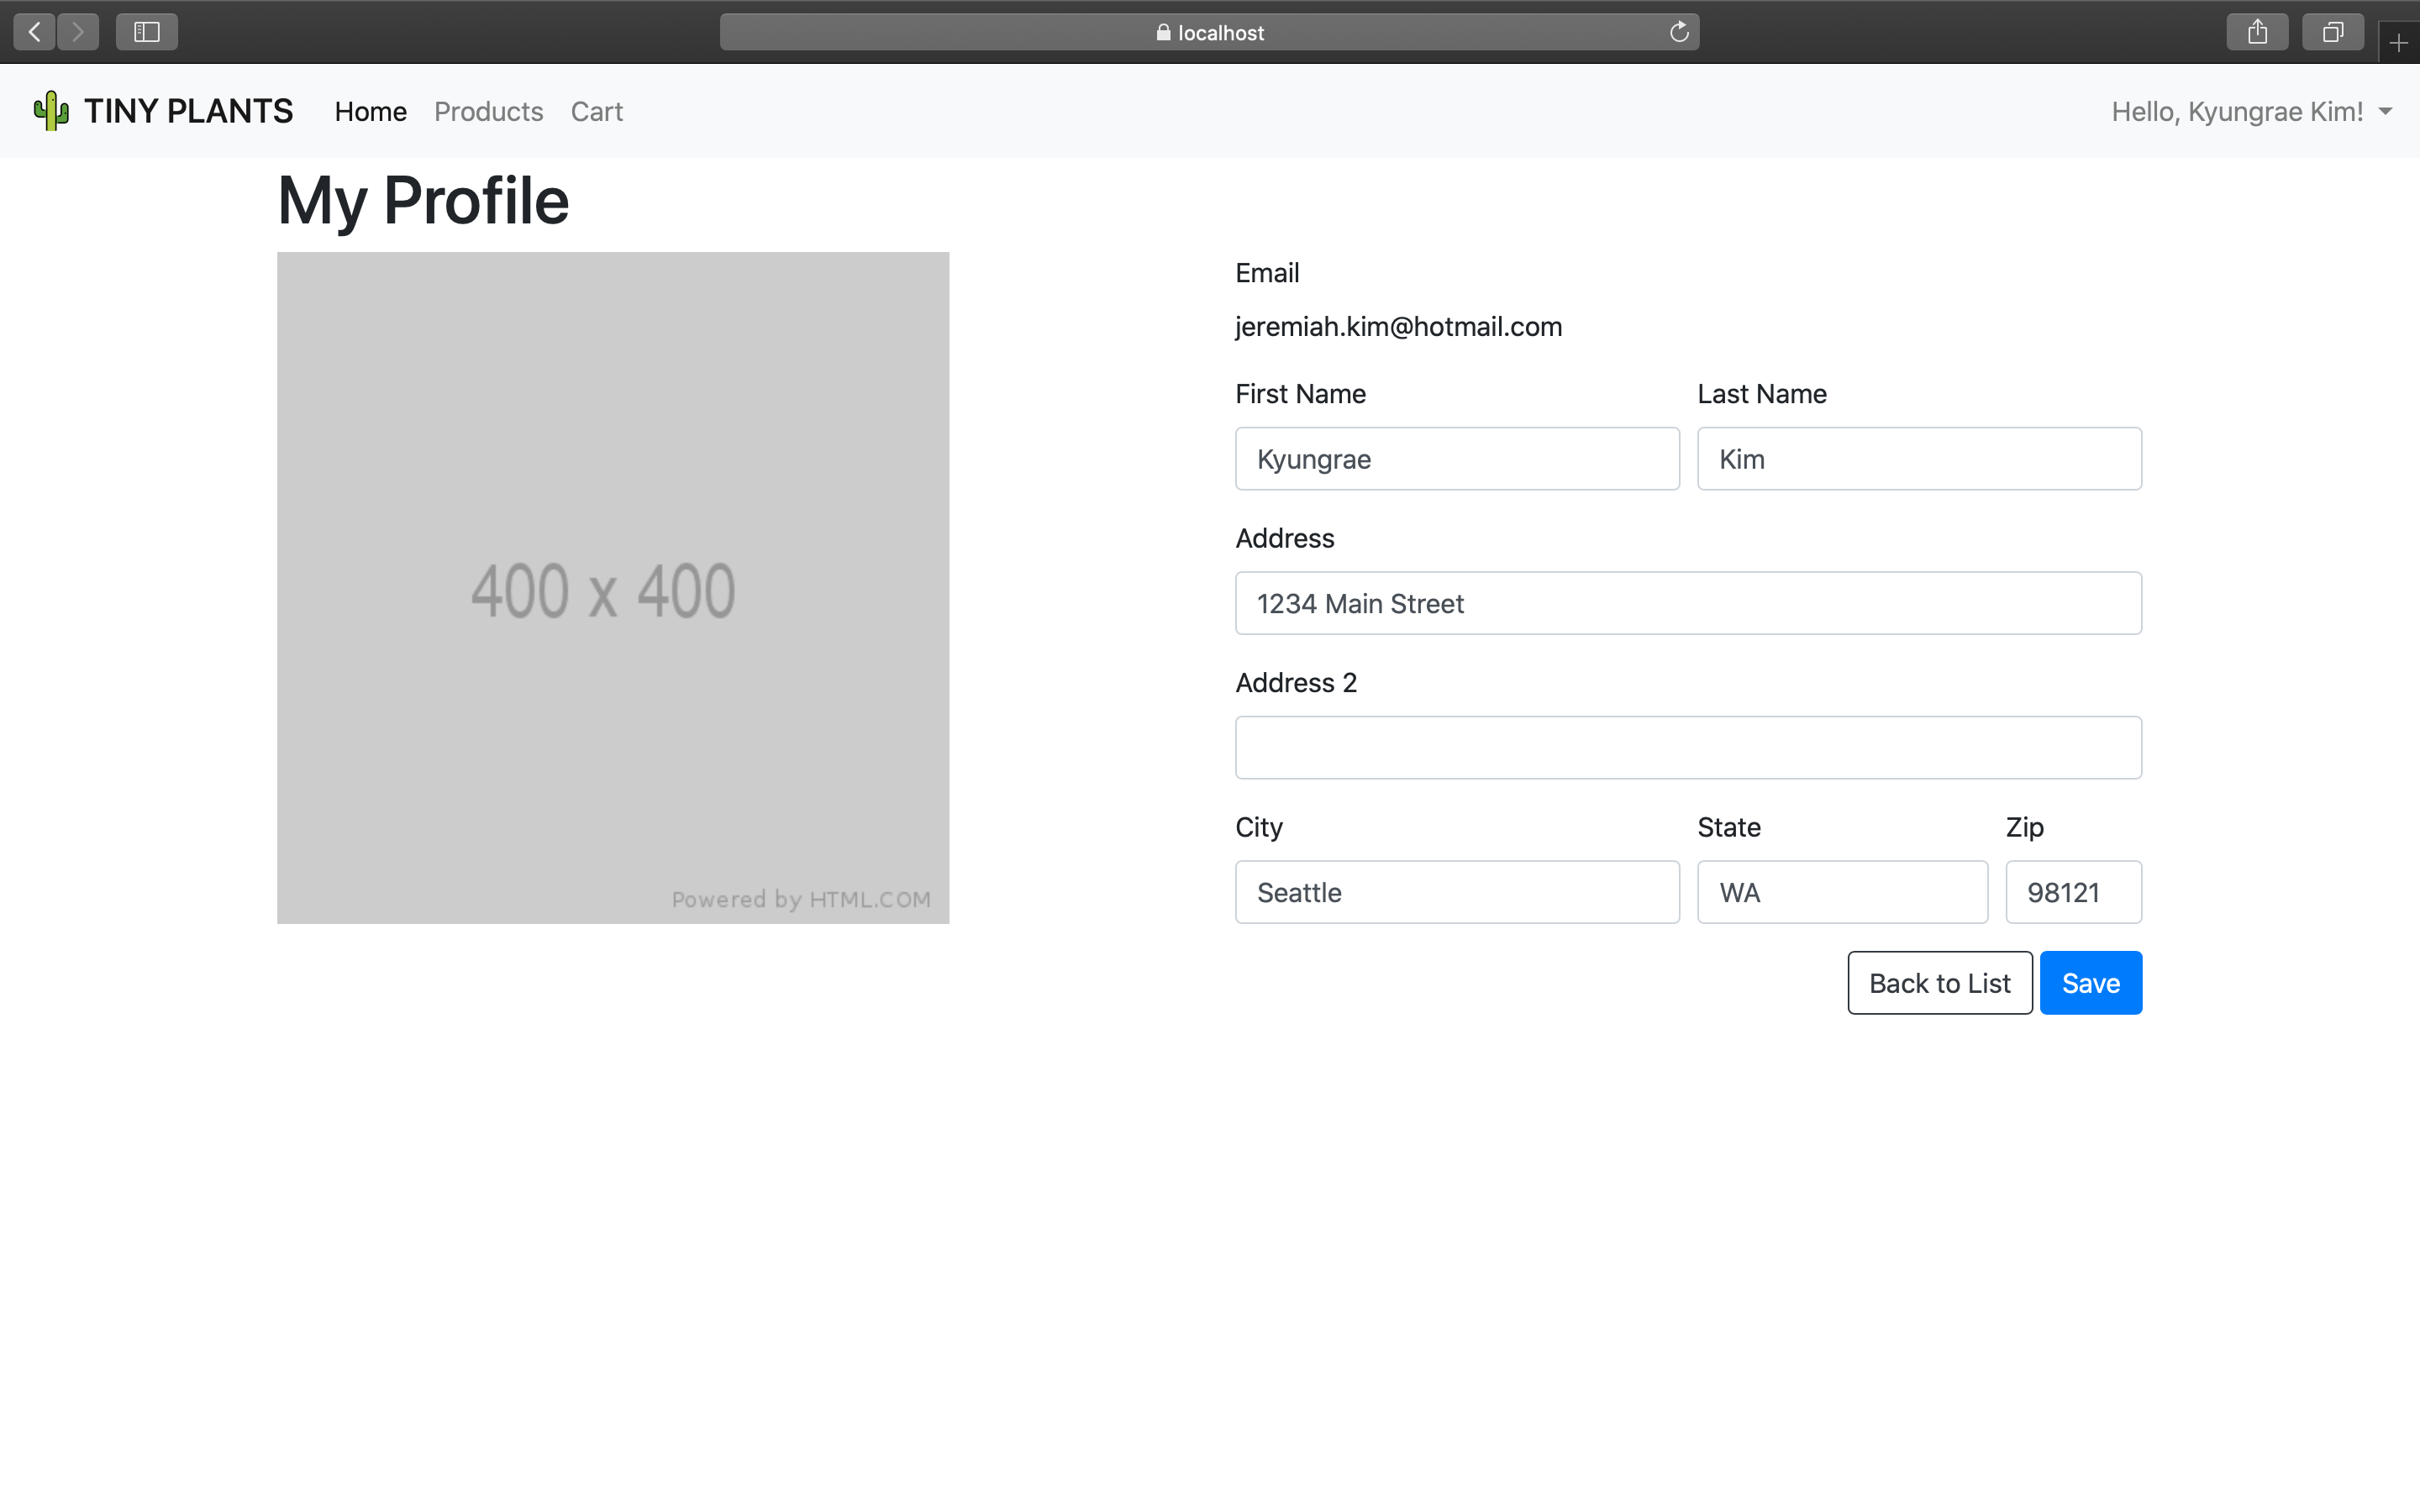 localhost
TINY PLANTS Home Products Cart Hello, Kyungrae Kim!
My Profile
400 x 400
Powered by HTML.COM
Email
jeremiah.kim@hotmail.com
First Name Last Name
Kyungrae Kim
Address
1234 Main Street
Address 2
City State Zip
Seattle WA 98121
Back to List Save